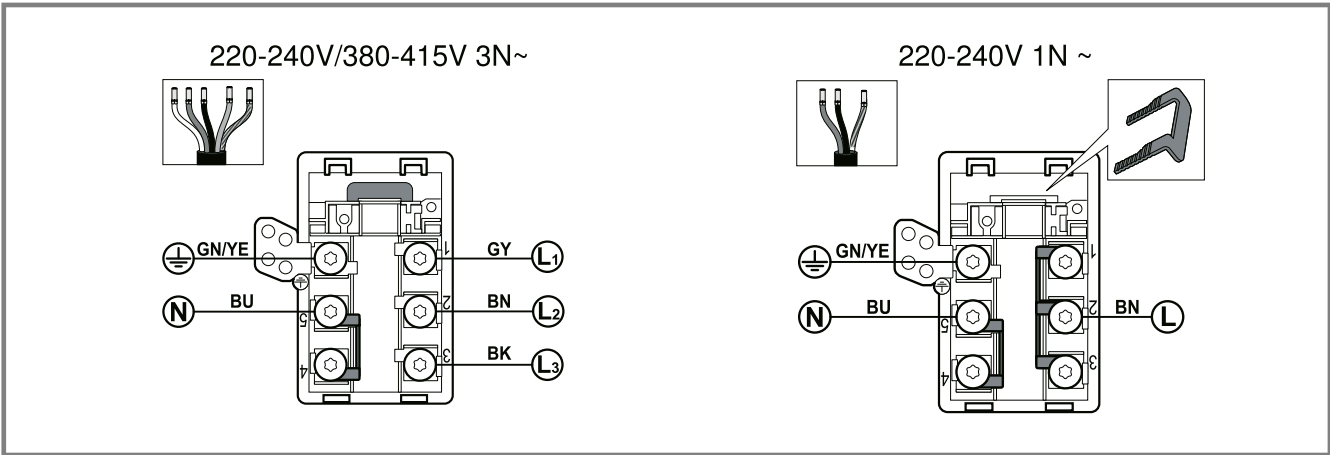 220-240V/380-415V 3N~
GN/YE
N
BU
1
2
3
4
5
GY L1
BN L2
BK L3
220-240V 1N ~
GN/YE
N
BU
1
2
3
4
5
BN L